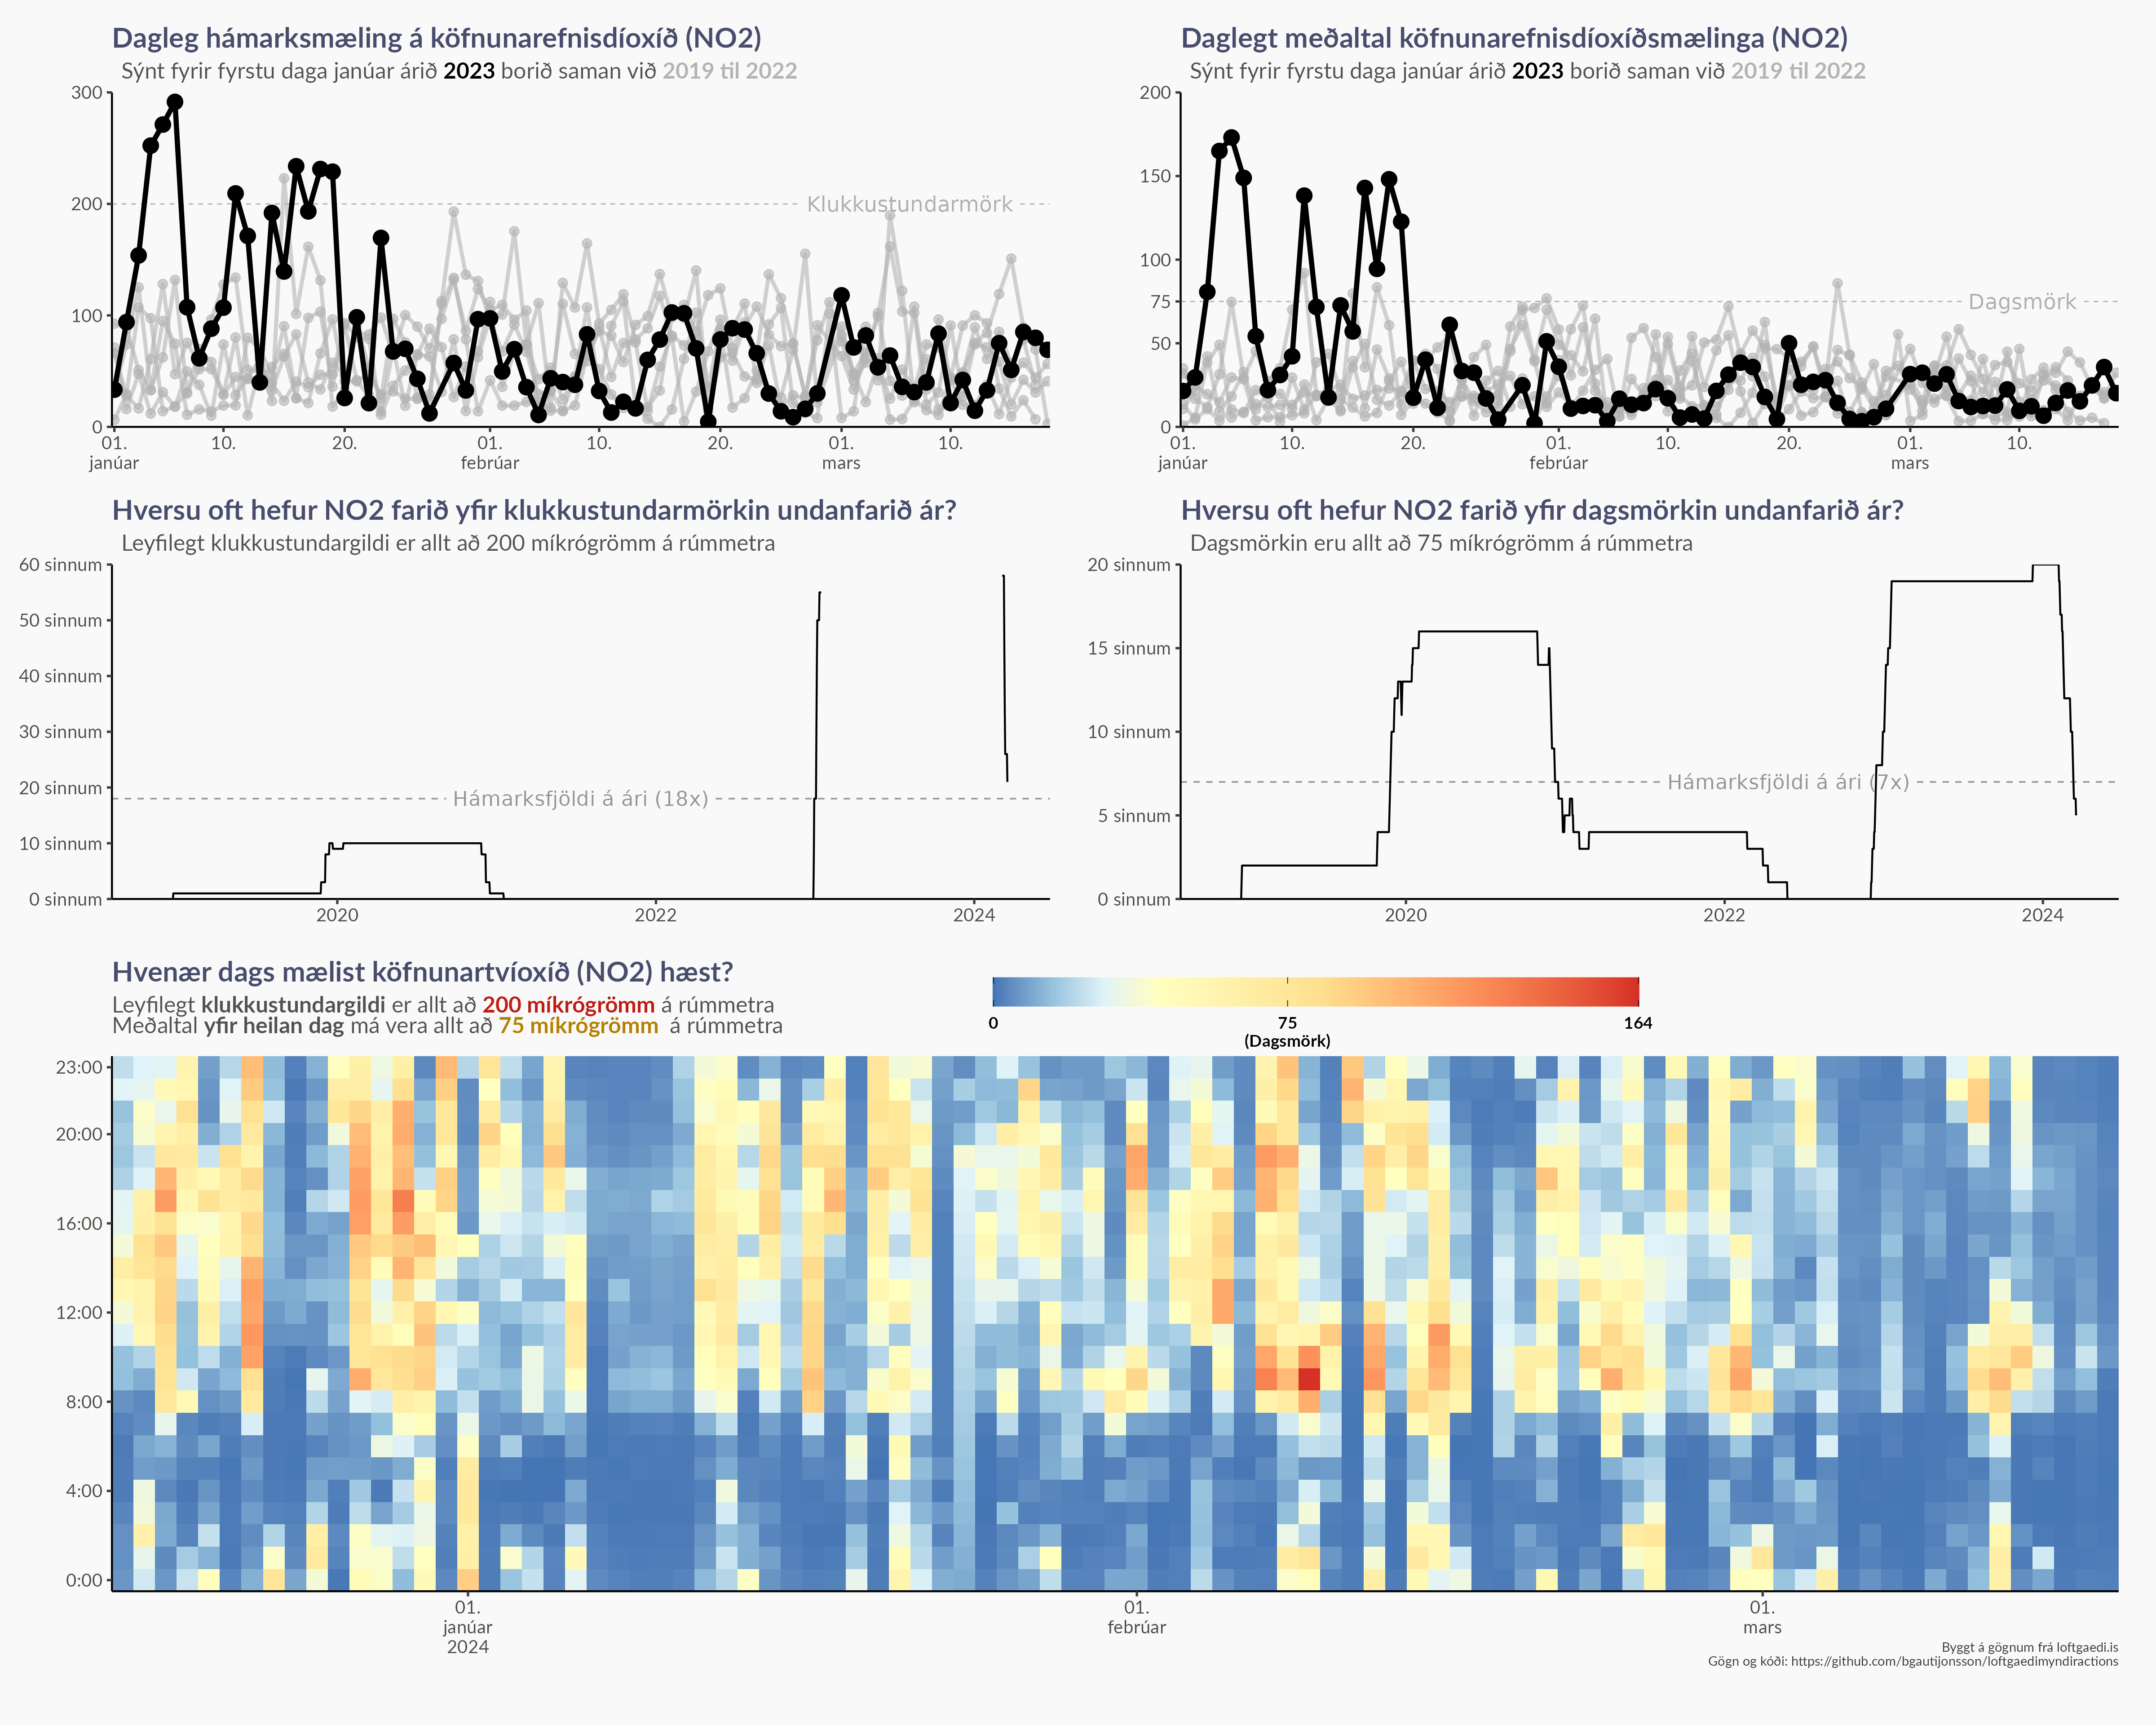 Dagleg hámarksmæling á köfnunarefnisdíoxíð (NO2)
Sýnt fyrir fyrstu daga janúar árið 2023 borið saman við 2019 til 2022
300
200
100
0
Klukkustundarmörk
01.
janúar
10.
20.
01.
febrúar
10.
20.
01.
mars
10.
Daglegt meðaltal köfnunarefnisdíoxíðsmælinga (NO2)
Sýnt fyrir fyrstu daga janúar árið 2023 borið saman við 2019 til 2022
200
150
100
75
50
0
Dagsmörk
01.
janúar
10.
20.
01.
febrúar
10.
20.
01.
mars
10.
Hversu oft hefur NO2 farið yfir klukkustundarmörkin undanfarið ár?
Leyfilegt klukkustundargildi er allt að 200 míkrógrömm á rúmmetra
60 sinnum
50 sinnum
40 sinnum
30 sinnum
20 sinnum
10 sinnum
0 sinnum
Hámarksfjöldi á ári (18x)
2020
2022
2024
Hversu oft hefur NO2 farið yfir dagsmörkin undanfarið ár?
Dagsmörkin eru allt að 75 míkrógrömm á rúmmetra
20 sinnum
15 sinnum
10 sinnum
5 sinnum
0 sinnum
Hámarksfjöldi á ári (7x)
2020
2022
2024
Hvenær dags mælist köfnunartvíoxíð (NO2) hæst?
Leyfilegt klukkustundargildi er allt að 200 míkrógrömm á rúmmetra
Meðaltal yfir heilan dag má vera allt að 75 míkrógrömm á rúmmetra
0
75
(Dagsmörk)
164
23:00
20:00
16:00
12:00
8:00
4:00
0:00
01.
janúar
2024
01.
febrúar
01.
mars
Byggt á gögnum frá loftgaedi.is
Gögn og kóði: https://github.com/bgautijonsson/loftgaedimyndiractions